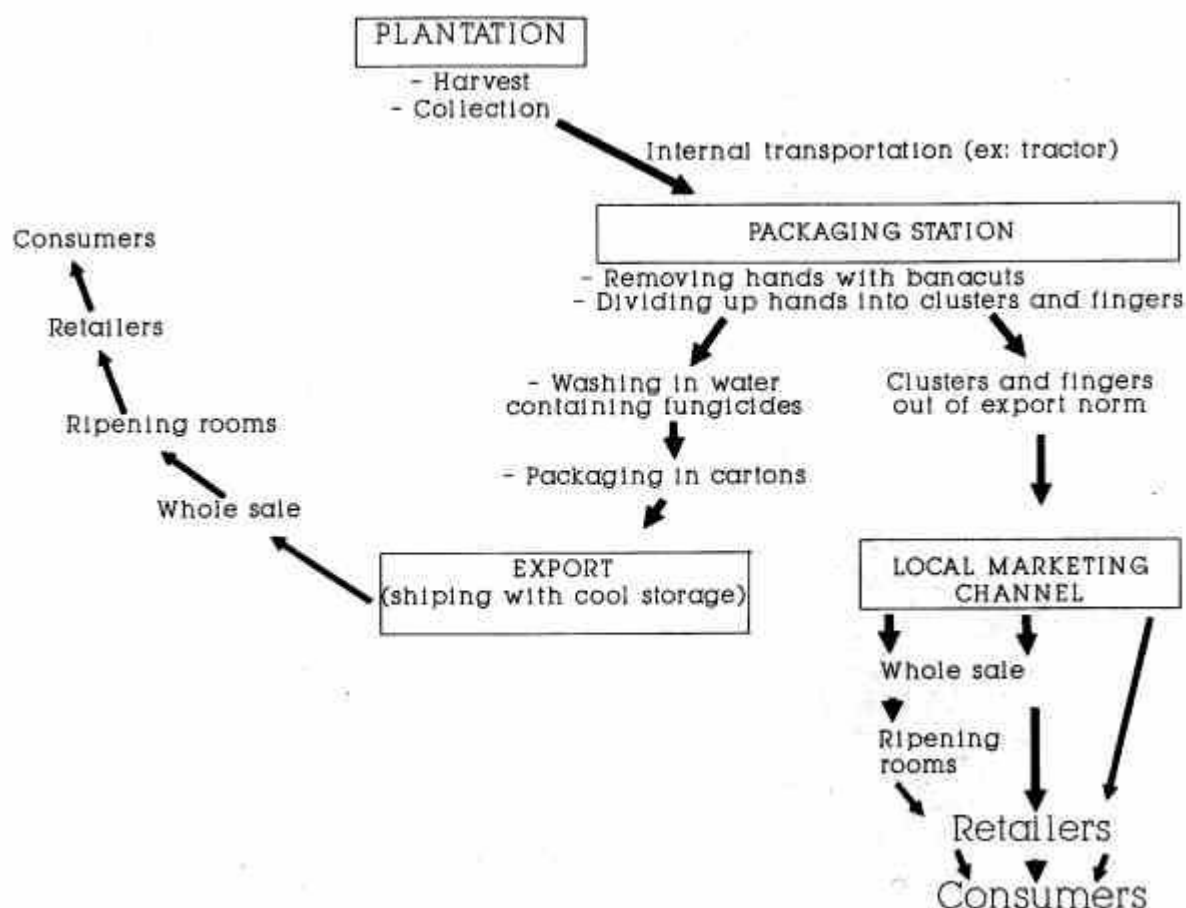 PLANTATION
- Harvest
- Collection
Internal transportation (ex: tractor)
PACKAGING STATION
- Removing hands with banacuts
- Dividing up hands into clusters and fingers
- Washing in water
containing fungicides
- Packaging in cartons
EXPORT
(shiping with cool storage)
Whole sale
Ripening rooms
Retailers
Consumers
Clusters and fingers
out of export norm
LOCAL MARKETING
CHANNEL
Whole sale
Ripening
rooms
Retailers
Consumers